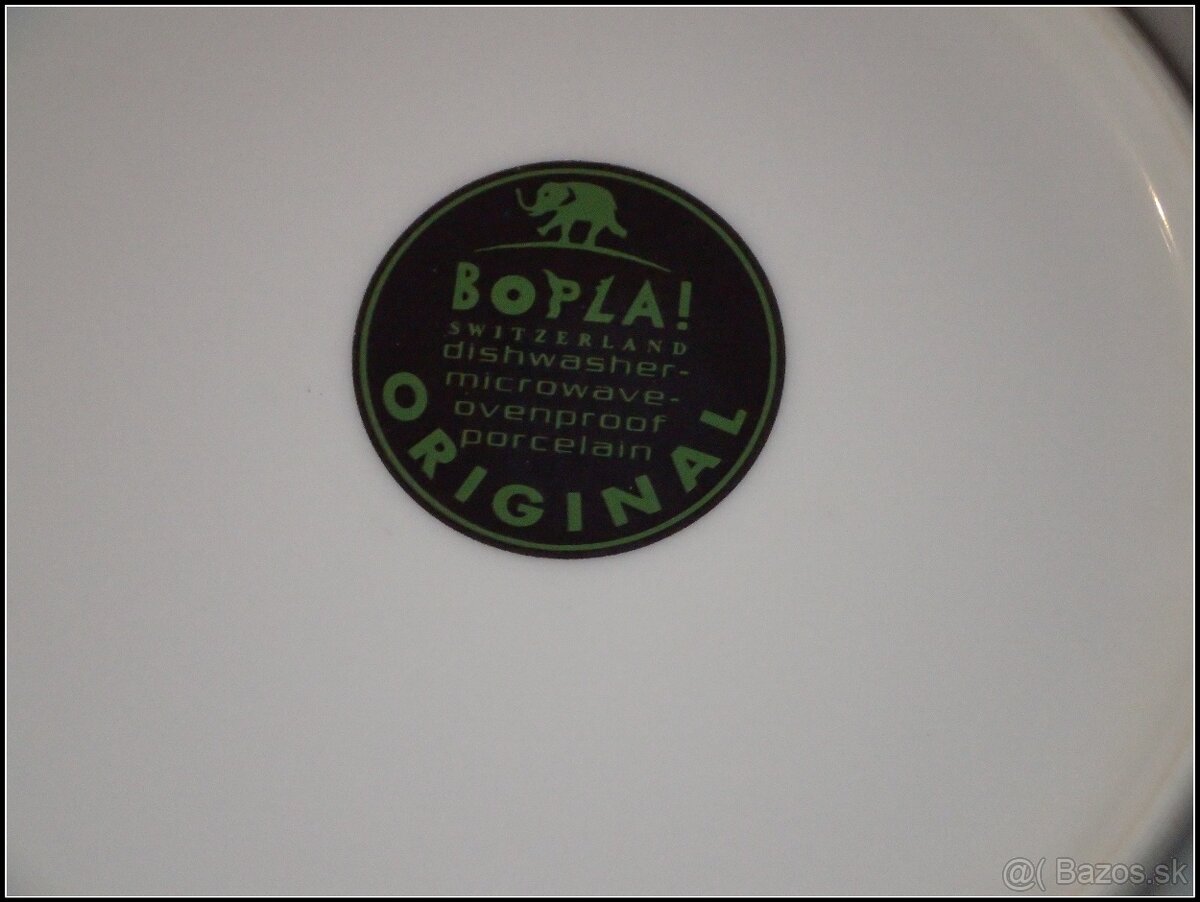 BOPLA!
SWITZERLAND
dishwasher-
microwave-
ovenproof
porcelain
ORIGINAL
@( Bazos.sk